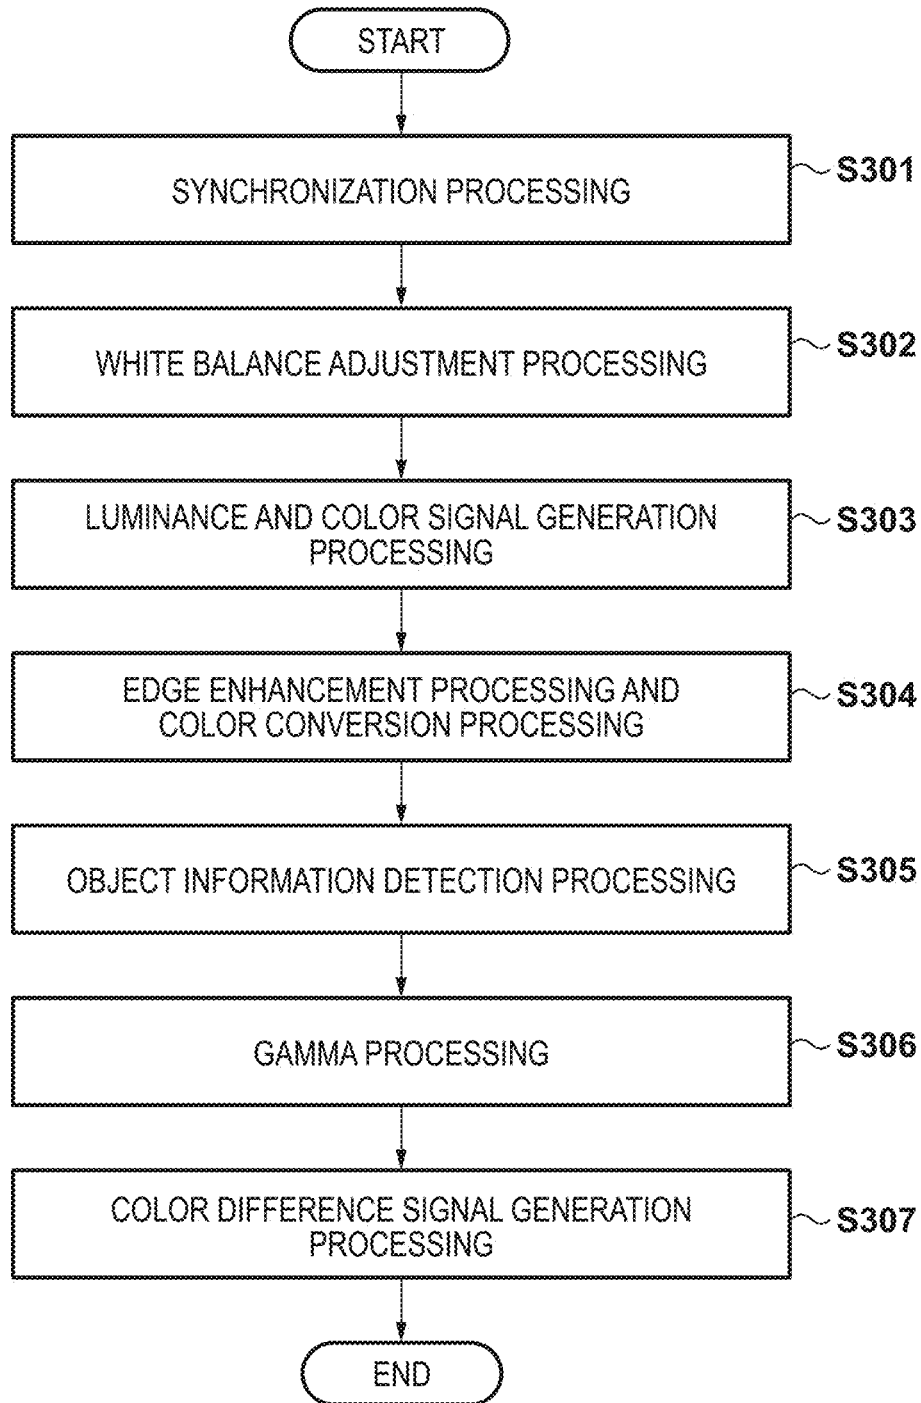 START
SYNCHRONIZATION PROCESSING
S301
WHITE BALANCE ADJUSTMENT PROCESSING
S302
LUMINANCE AND COLOR SIGNAL GENERATION
PROCESSING
S303
EDGE ENHANCEMENT PROCESSING AND
COLOR CONVERSION PROCESSING
S304
OBJECT INFORMATION DETECTION PROCESSING
S305
GAMMA PROCESSING
S306
COLOR DIFFERENCE SIGNAL GENERATION
PROCESSING
S307
END